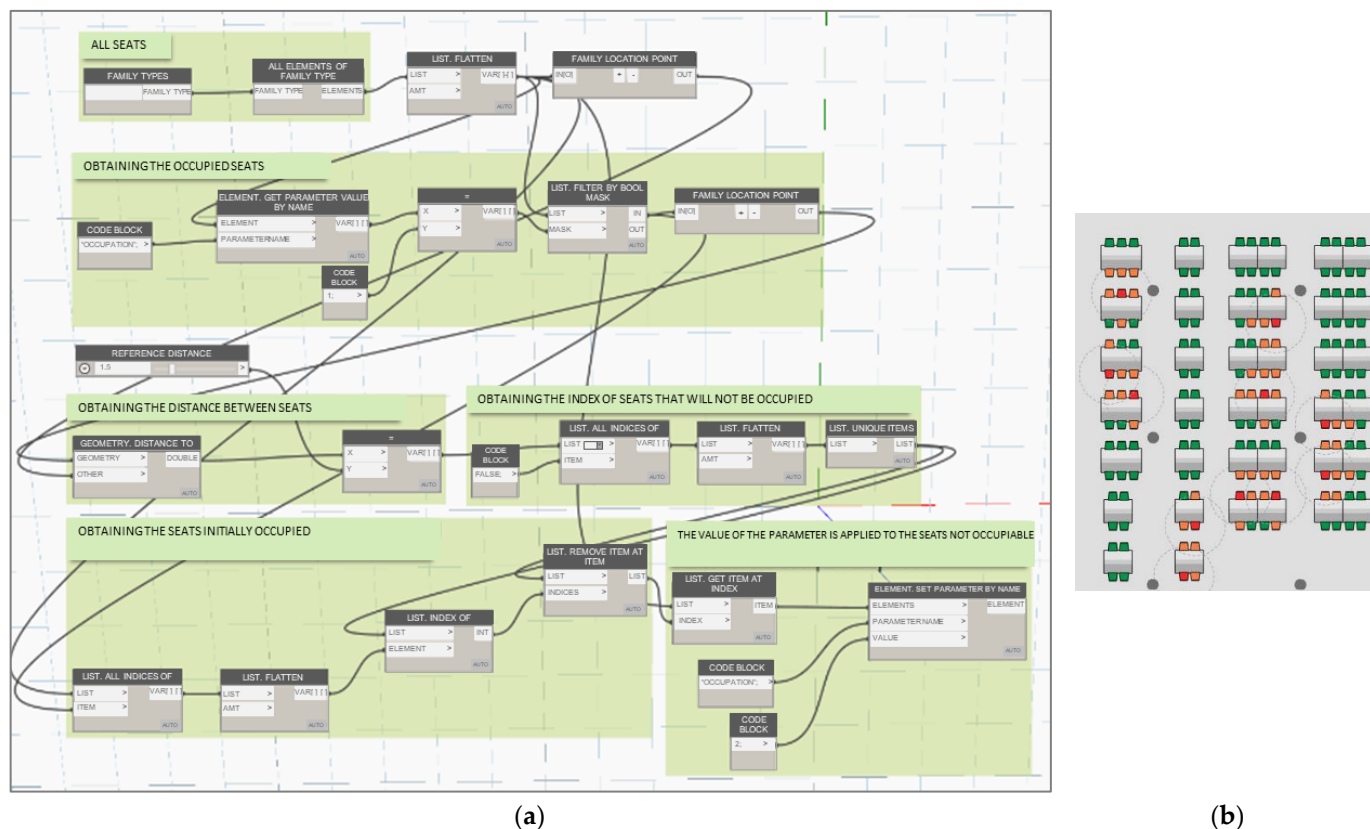 ALL SEATS
FAMILY TYPES
FAMILY TYPE
ALL ELEMENTS OF
FAMILY TYPE
FAMILY TYPE ELEMENTS
LIST. FLATTEN
LIST > VAR[ ]-[ ]
AMT >
AUTO
FAMILY LOCATION POINT
IN[O] + - OUT
OBTAINING THE OCCUPIED SEATS
CODE BLOCK
"OCCUPATION"; >
ELEMENT. GET PARAMETER VALUE
BY NAME
ELEMENT > VAR[ ] [ ]
PARAMETERNAME >
AUTO
CODE
BLOCK
1; >
=
X > VAR[ ] [ ]
Y >
AUTO
LIST. FILTER BY BOOL
MASK
LIST > IN
MASK > OUT
AUTO
FAMILY LOCATION POINT
IN[O] + - OUT
REFERENCE DISTANCE
1.5 >
OBTAINING THE DISTANCE BETWEEN SEATS
GEOMETRY. DISTANCE TO
GEOMETRY > DOUBLE
OTHER >
AUTO
=
X > VAR[ ] [ ]
Y >
AUTO
OBTAINING THE INDEX OF SEATS THAT WILL NOT BE OCCUPIED
CODE
BLOCK
FALSE; >
LIST. ALL INDICES OF
LIST > VAR[ ] [ ]
ITEM >
AUTO
LIST. FLATTEN
LIST > VAR[ ] [ ]
AMT >
AUTO
LIST. UNIQUE ITEMS
LIST > LIST
AUTO
OBTAINING THE SEATS INITIALLY OCCUPIED
LIST. ALL INDICES OF
LIST > VAR[ ] [ ]
ITEM >
AUTO
LIST. FLATTEN
LIST > VAR[ ] [ ]
AMT >
AUTO
LIST. INDEX OF
LIST > INT
ELEMENT >
AUTO
LIST. REMOVE ITEM AT
ITEM
LIST > LIST
INDICES >
AUTO
THE VALUE OF THE PARAMETER IS APPLIED TO THE SEATS NOT OCCUPIABLE
LIST. GET ITEM AT
INDEX
LIST > ITEM
INDEX >
AUTO
CODE BLOCK
"OCCUPATION"; >
CODE
BLOCK
2; >
ELEMENT. SET PARAMETER BY NAME
ELEMENTS > ELEMENT
PARAMETERNAME >
VALUE >
AUTO
(a) (b)